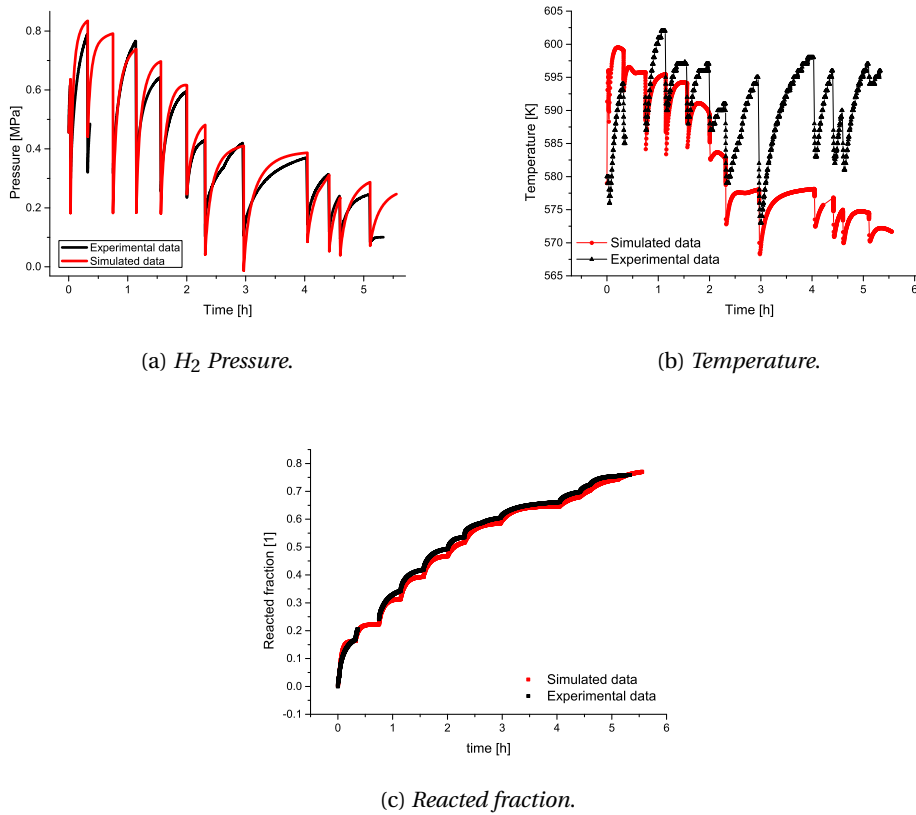 0.8
0.6
0.4
0.2
0.0
Pressure [MPa]
Experimental data
Simulated data
0 1 2 3 4 5
Time [h]
(a) H2 Pressure.
605
600
595
590
585
580
575
570
565
Temperature [K]
Simulated data
Experimental data
0 1 2 3 4 5 6
Time [h]
(b) Temperature.
0.8
0.7
0.6
0.5
0.4
0.3
0.2
0.1
0.0
-0.1
Reacted fraction [1]
Simulated data
Experimental data
0 1 2 3 4 5 6
time [h]
(c) Reacted fraction.